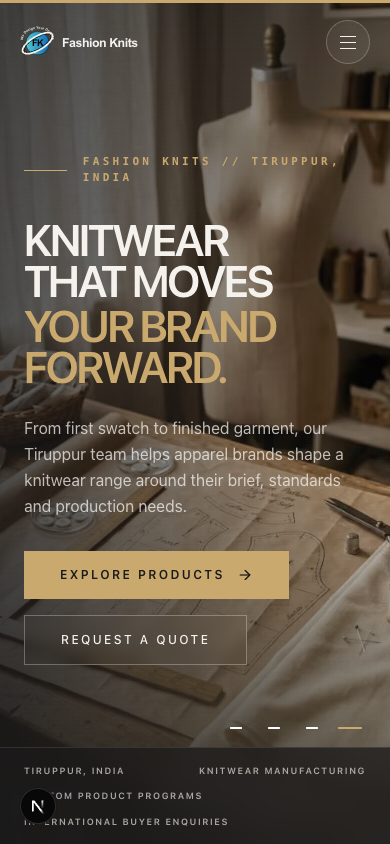 FK
Fashion Knits
FASHION KNITS // TIRUPPUR,
INDIA
KNITWEAR
THAT MOVES
YOUR BRAND
FORWARD.
From first swatch to finished garment, our
Tiruppur team helps apparel brands shape a
knitwear range around their brief, standards
and production needs.
EXPLORE PRODUCTS →
REQUEST A QUOTE
TIRUPPUR, INDIA
KNITWEAR MANUFACTURING
PRODUCT PROGRAMS
N
BUYER ENQUIRIES